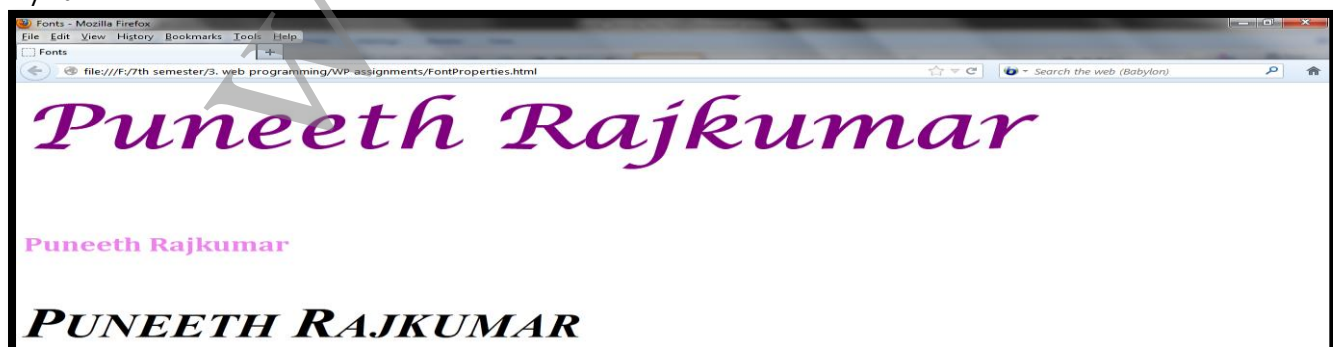 Fonts - Mozilla Firefox
File Edit View History Bookmarks Tools Help
Fonts +
file:///F:/7th semester/3. web programming/WP assignments/FontProperties.html Search the web (Babylon)
Puneeth Rajkumar
Puneeth Rajkumar
PUNEETH RAJKUMAR